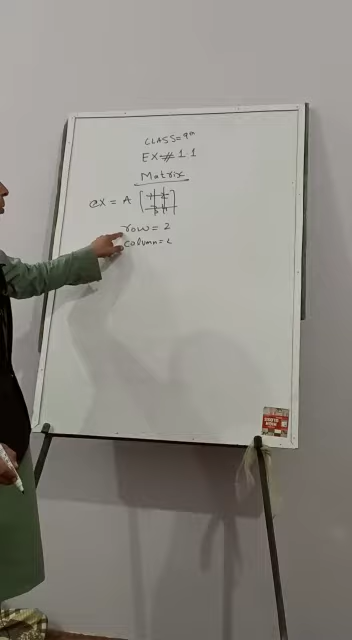 CLASS = 9th
EX # 1.1
Matrix
ex = A
row = 2
column = 2